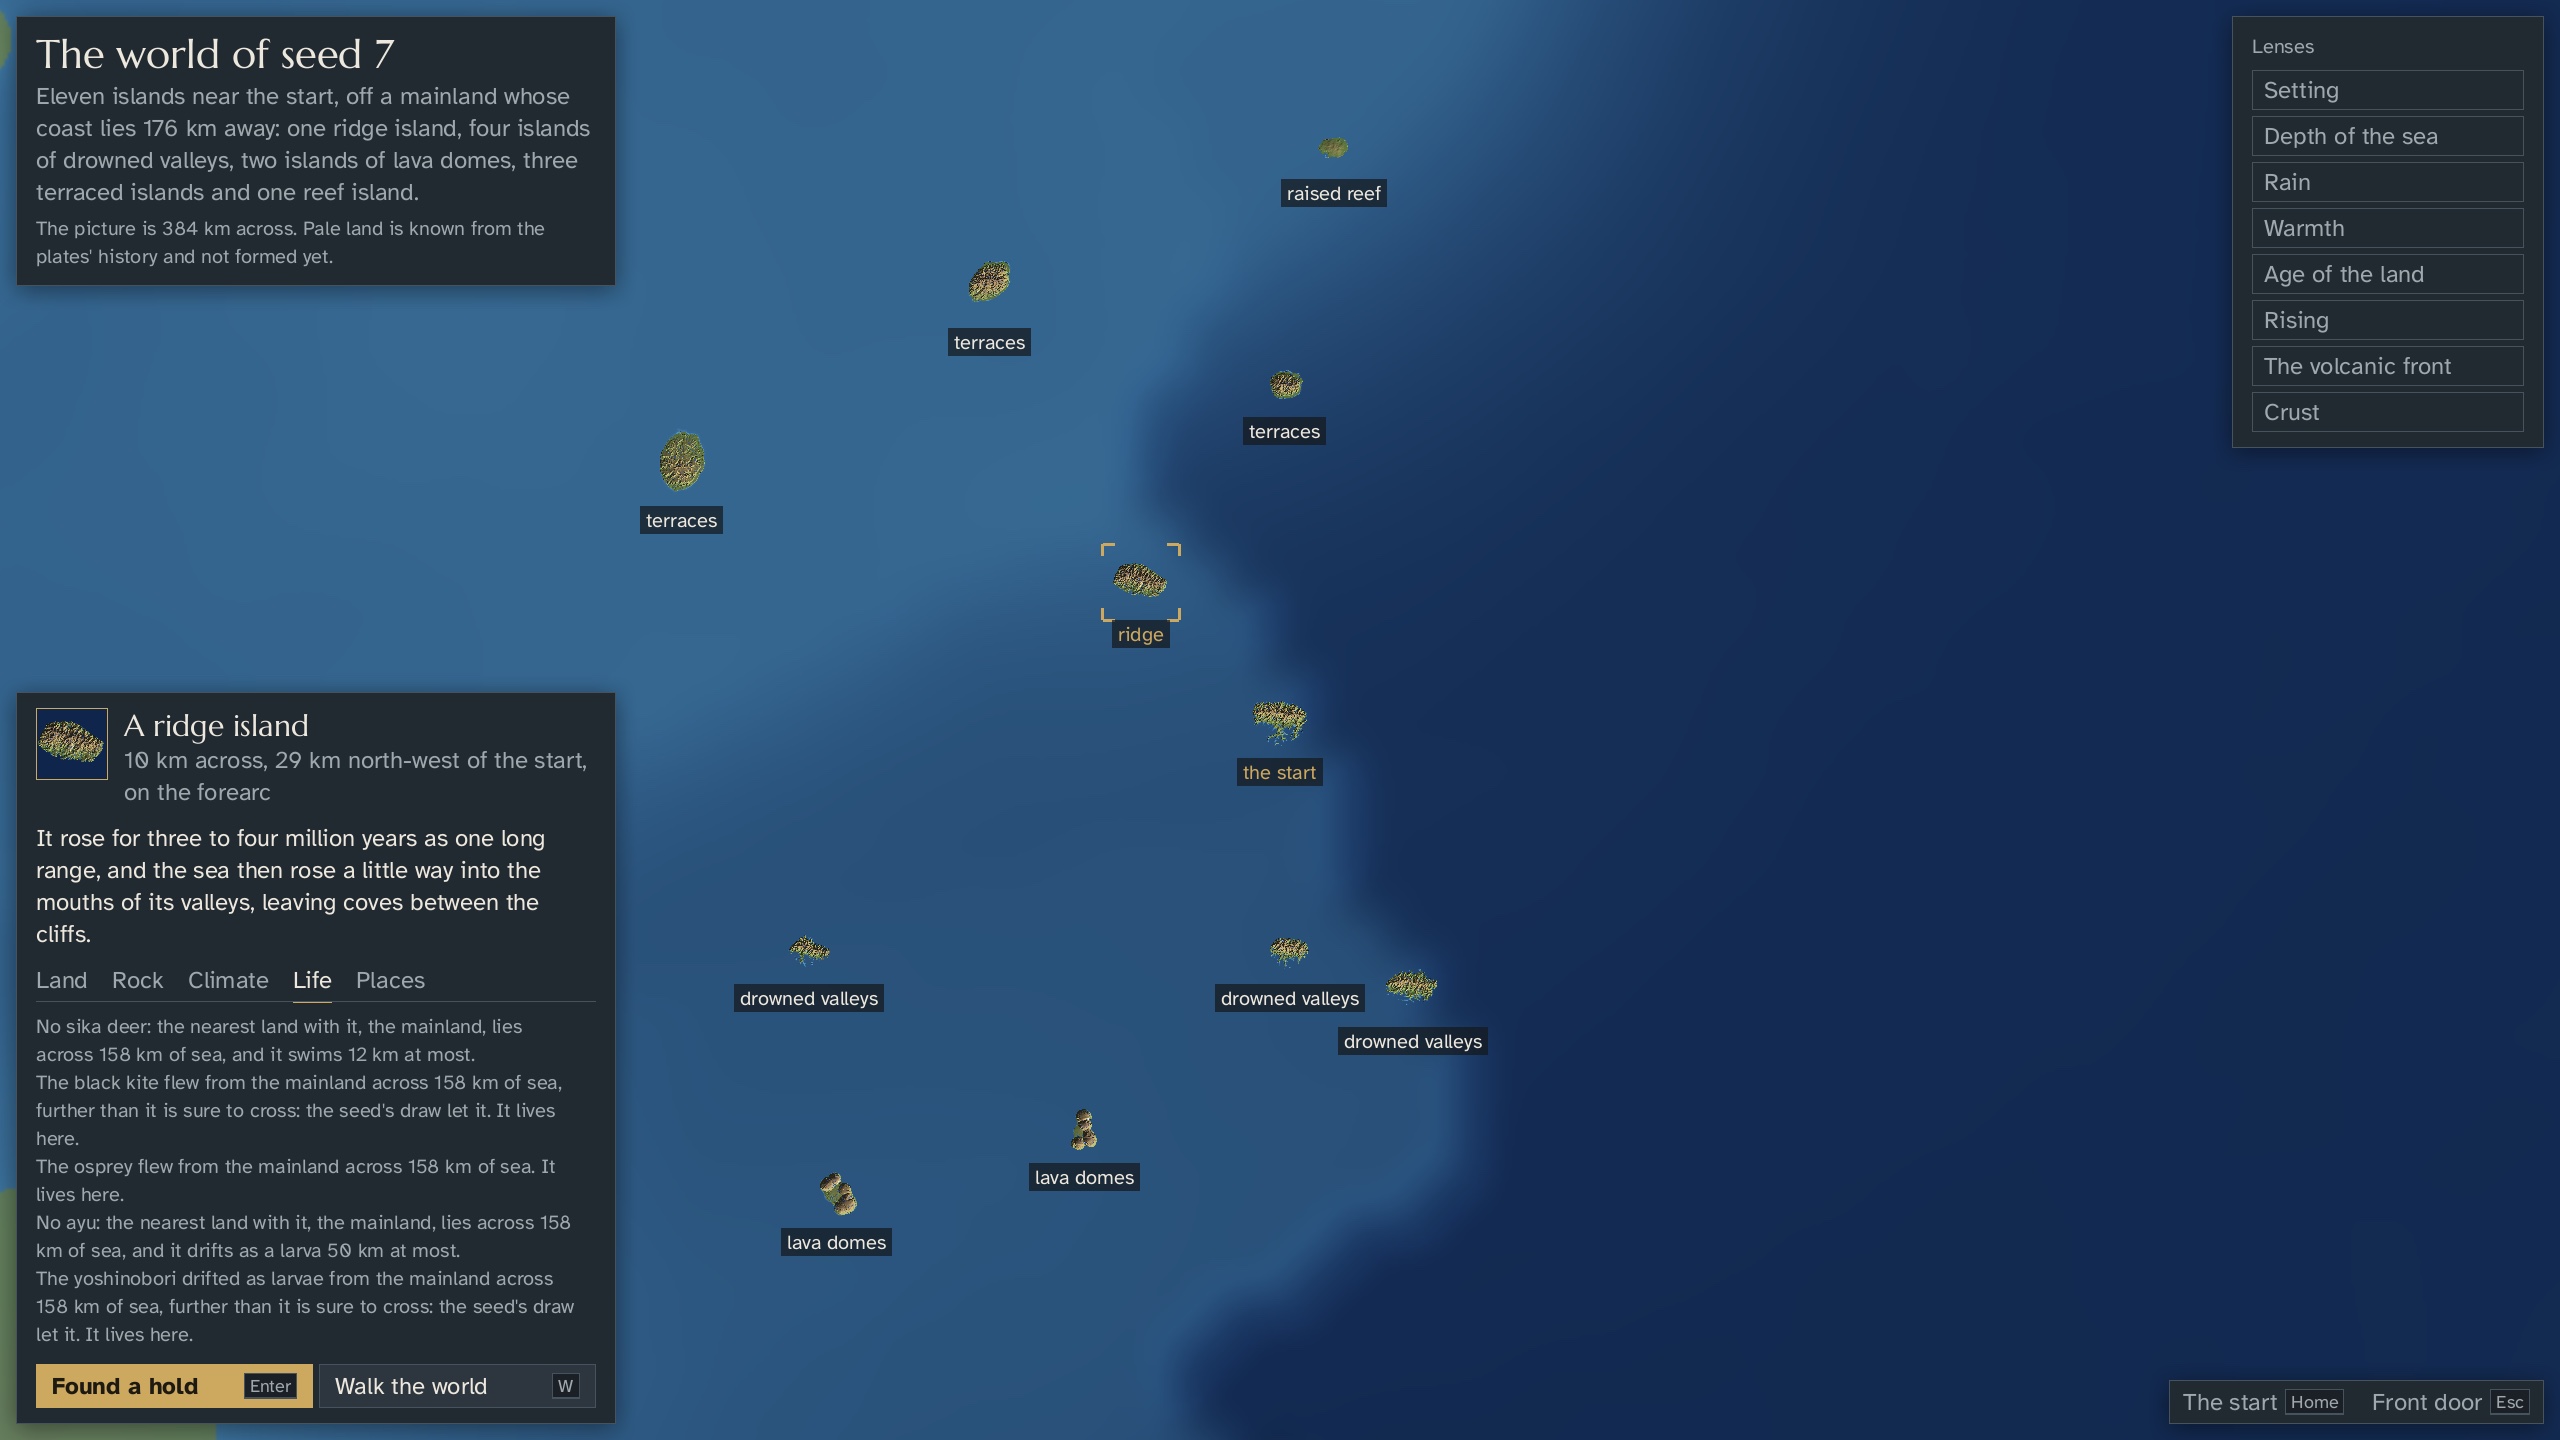 The world of seed 7
Eleven islands near the start, off a mainland whose
coast lies 176 km away: one ridge island, four islands
of drowned valleys, two islands of lava domes, three
terraced islands and one reef island.
The picture is 384 km across. Pale land is known from the
plates' history and not formed yet.
Lenses
Setting
Depth of the sea
Rain
Warmth
Age of the land
Rising
The volcanic front
Crust
raised reef
terraces
terraces
terraces
ridge
the start
drowned valleys
drowned valleys
drowned valleys
lava domes
lava domes
A ridge island
10 km across, 29 km north-west of the start,
on the forearc
It rose for three to four million years as one long
range, and the sea then rose a little way into the
mouths of its valleys, leaving coves between the
cliffs.
Land Rock Climate Life Places
No sika deer: the nearest land with it, the mainland, lies
across 158 km of sea, and it swims 12 km at most.
The black kite flew from the mainland across 158 km of sea,
further than it is sure to cross: the seed's draw let it. It lives
here.
The osprey flew from the mainland across 158 km of sea. It
lives here.
No ayu: the nearest land with it, the mainland, lies across 158
km of sea, and it drifts as a larva 50 km at most.
The yoshinobori drifted as larvae from the mainland across
158 km of sea, further than it is sure to cross: the seed's draw
let it. It lives here.
Found a hold Enter Walk the world W
The start Home Front door Esc